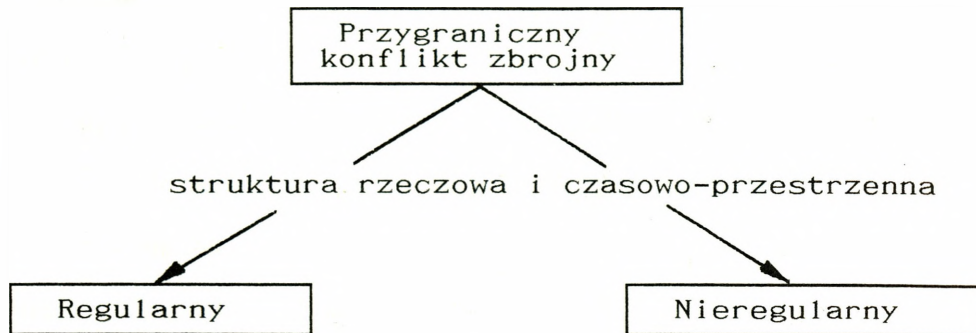 Przygraniczny
konflikt zbrojny
struktura rzeczowa i czasowo-przestrzenna
Regularny
Nieregularny